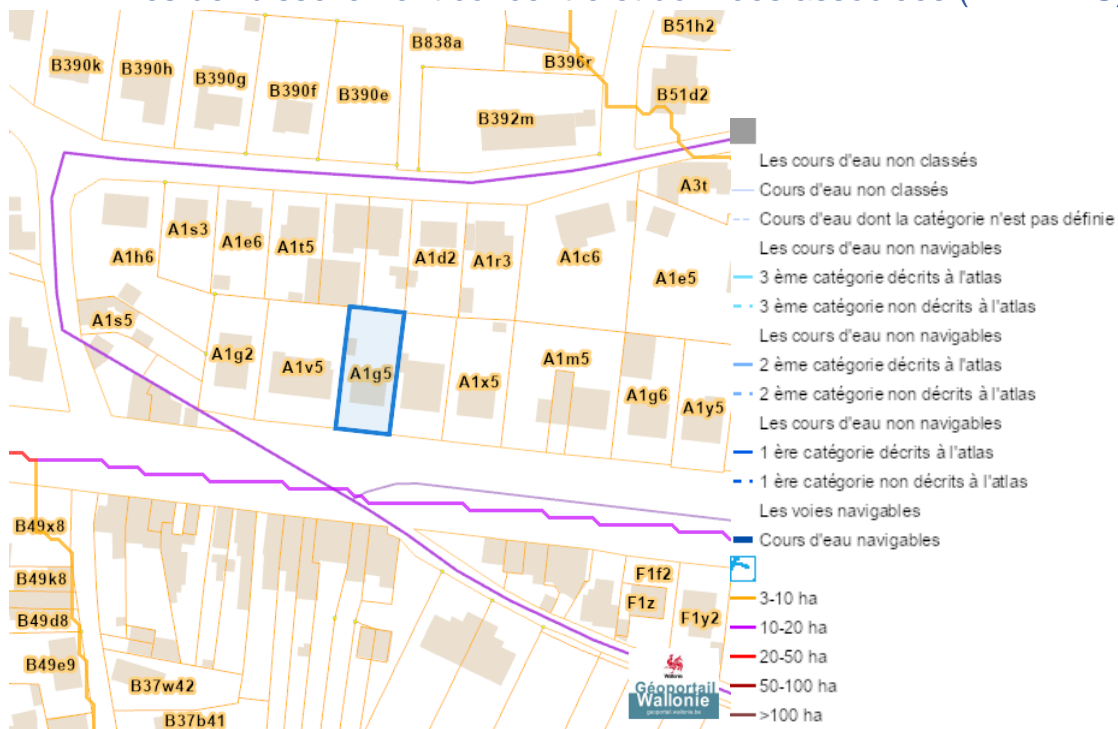 B51h2
B838a
B396r
B390k
B390h
B390g
B390f
B390e
B51d2
B392m
A3t
A1s3
A1e6
A1t5
A1h6
A1d2
A1r3
A1c6
A1e5
A1s5
A1g2
A1v5
A1g5
A1x5
A1m5
A1g6
A1y5
B49x8
B49k8
B49d8
B49e9
B37w42
B37b41
F1f2
F1z
F1y2
Wallonie
Géoportail
Wallonie
geoportail.wallonie.be
Les cours d'eau non classés
Cours d'eau non classés
Cours d'eau dont la catégorie n'est pas définie
Les cours d'eau non navigables
3 ème catégorie décrits à l'atlas
3 ème catégorie non décrits à l'atlas
Les cours d'eau non navigables
2 ème catégorie décrits à l'atlas
2 ème catégorie non décrits à l'atlas
Les cours d'eau non navigables
1 ère catégorie décrits à l'atlas
1 ère catégorie non décrits à l'atlas
Les voies navigables
Cours d'eau navigables
3-10 ha
10-20 ha
20-50 ha
50-100 ha
>100 ha